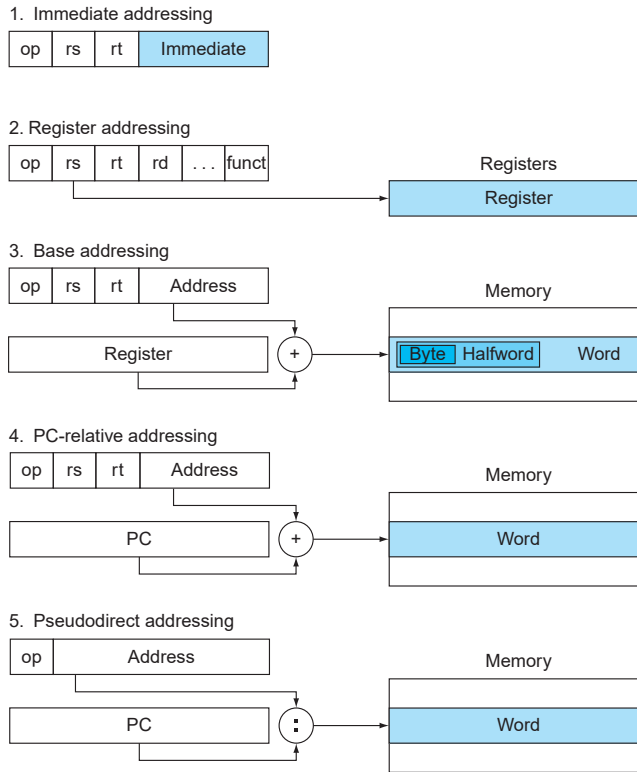 1. Immediate addressing
op rs rt Immediate
2. Register addressing
op rs rt rd ... funct
Registers
Register
3. Base addressing
op rs rt Address
Memory
Register + Byte Halfword Word
4. PC-relative addressing
op rs rt Address
Memory
PC + Word
5. Pseudodirect addressing
op Address
Memory
PC : Word